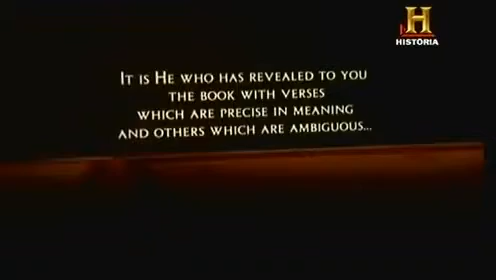 H
HISTÓRIA
IT IS HE WHO HAS REVEALED TO YOU
THE BOOK WITH VERSES
WHICH ARE PRECISE IN MEANING
AND OTHERS WHICH ARE AMBIGUOUS...